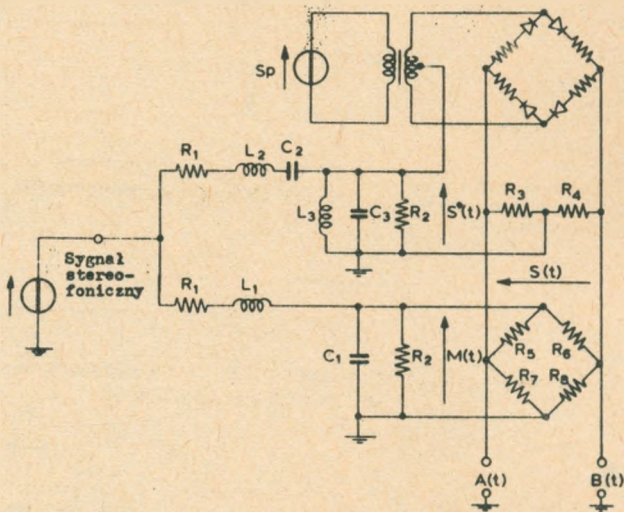 Sp
R1
L2
C2
L3
C3
R2
S*(t)
R3
R4
Sygnał
stereo-
foniczny
S(t)
R1
L1
C1
R2
M(t)
R5
R6
R7
R8
A(t)
B(t)